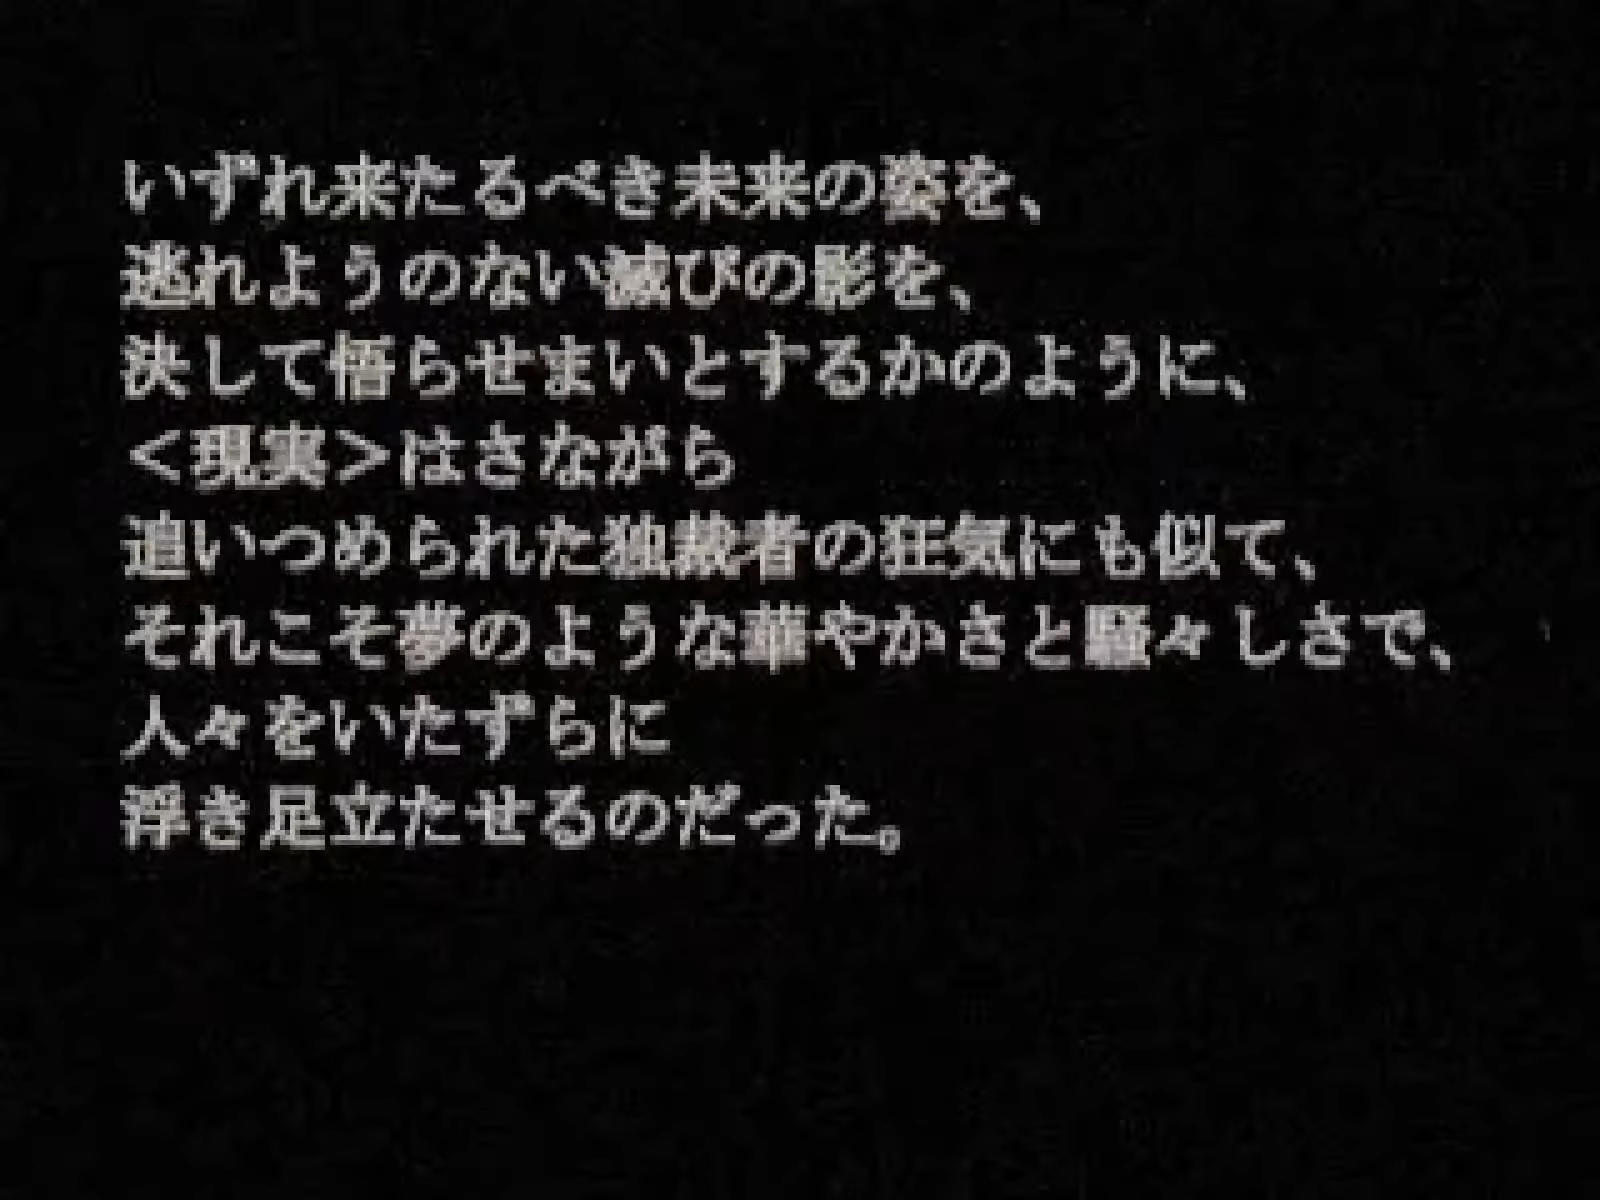 いずれ来たるべき未来の姿を、
逃れようのない滅びの影を、
決して悟らせまいとするかのように、
＜現実＞はさながら
追いつめられた独裁者の狂気にも似て、
それこそ夢のような華やかさと騒々しさで、
人々をいたずらに
浮き足立たせるのだった。